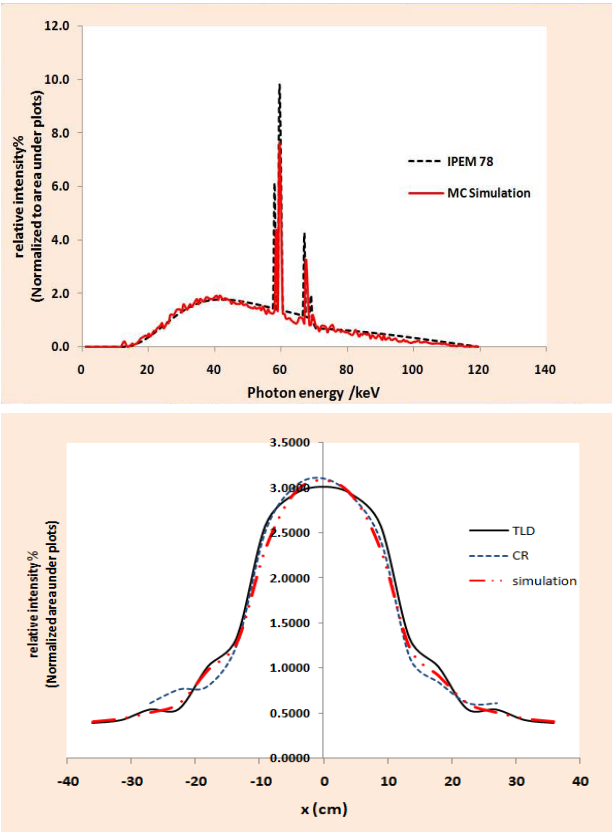 12.0
10.0
8.0
6.0
4.0
2.0
0.0
relative intensity%
(Normalized to area under plots)
IPEM 78
MC Simulation
0 20 40 60 80 100 120 140
Photon energy /keV
3.5000
3.0000
2.5000
2.0000
1.5000
1.0000
0.5000
0.0000
relative intensity%
(Normalized area under plots)
TLD
CR
simulation
-40 -30 -20 -10 0 10 20 30 40
x (cm)